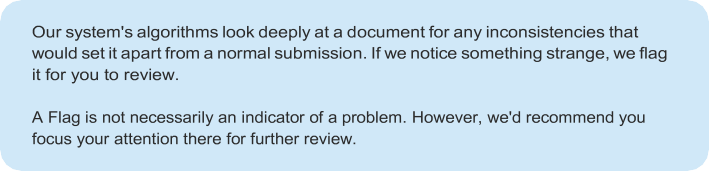 Our system's algorithms look deeply at a document for any inconsistencies that
would set it apart from a normal submission. If we notice something strange, we flag
it for you to review.
A Flag is not necessarily an indicator of a problem. However, we'd recommend you
focus your attention there for further review.